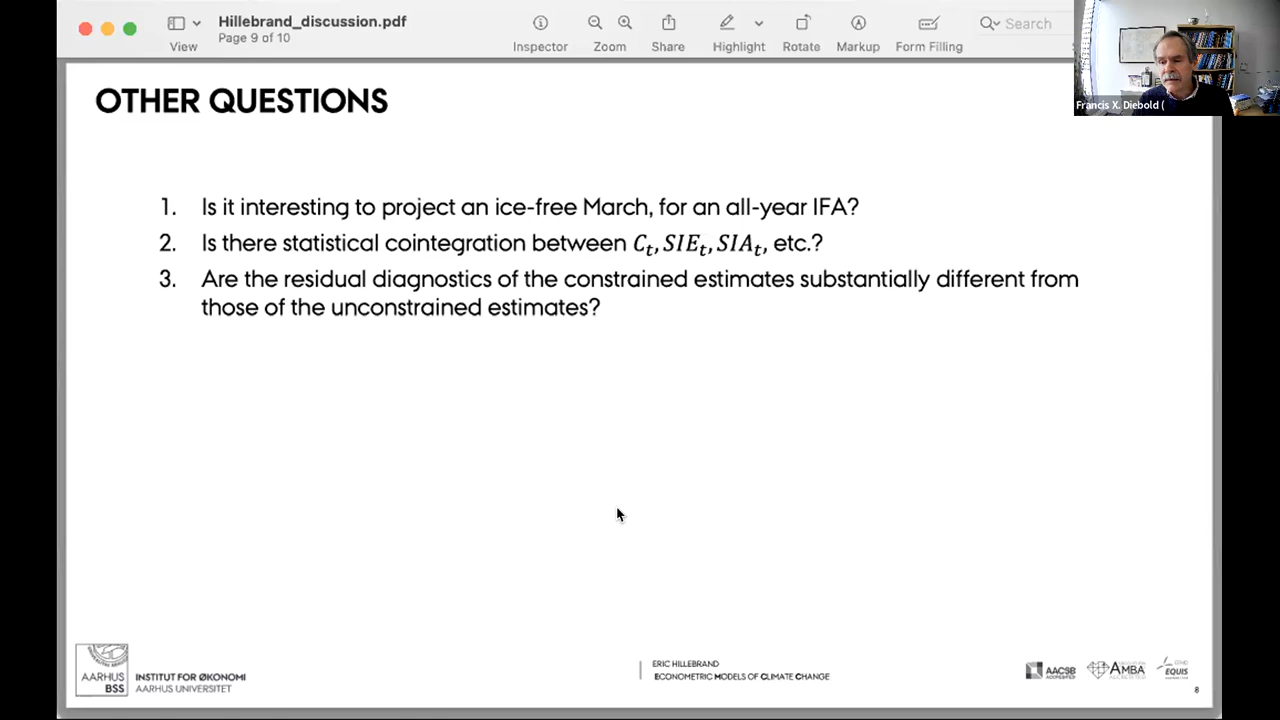 Hillebrand_discussion.pdf
Page 9 of 10
View
Inspector
Zoom
Share
Highlight
Rotate
Markup
Form Filling
Search
Francis X. Diebold (
OTHER QUESTIONS
1. Is it interesting to project an ice-free March, for an all-year IFA?
2. Is there statistical cointegration between Cₜ, SIEₜ, SIAₜ, etc.?
3. Are the residual diagnostics of the constrained estimates substantially different from
those of the unconstrained estimates?
AARHUS
BSS
INSTITUT FOR ØKONOMI
AARHUS UNIVERSITET
ERIC HILLEBRAND
ECONOMETRIC MODELS OF CLIMATE CHANGE
AACSB
ACCREDITED
AMBA
EQUIS
8